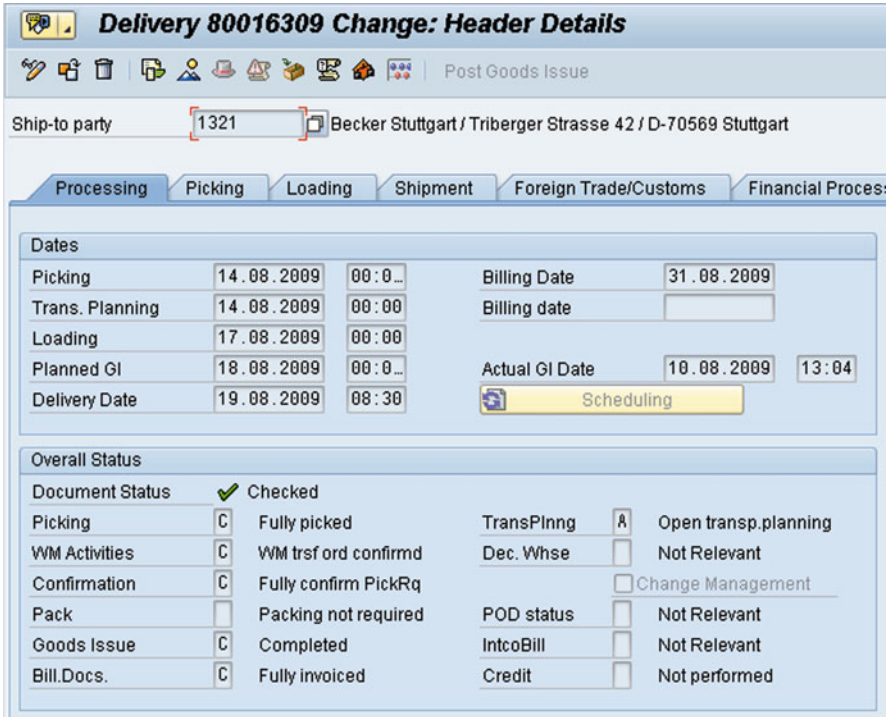 Delivery 80016309 Change: Header Details
Post Goods Issue
Ship-to party 1321 Becker Stuttgart / Triberger Strasse 42 / D-70569 Stuttgart
Processing Picking Loading Shipment Foreign Trade/Customs Financial Process
Dates
Picking 14.08.2009 00:0… Billing Date 31.08.2009
Trans. Planning 14.08.2009 00:00 Billing date
Loading 17.08.2009 00:00
Planned GI 18.08.2009 00:0… Actual GI Date 10.08.2009 13:04
Delivery Date 19.08.2009 08:30 Scheduling
Overall Status
Document Status Checked
Picking C Fully picked TransPlnng A Open transp.planning
WM Activities C WM trsf ord confirmd Dec. Whse Not Relevant
Confirmation C Fully confirm PickRq Change Management
Pack Packing not required POD status Not Relevant
Goods Issue C Completed IntcoBill Not Relevant
Bill.Docs. C Fully invoiced Credit Not performed